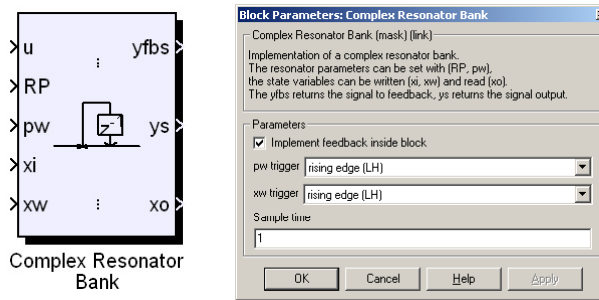 u
yfbs
RP
pw
z-1
ys
xi
xw
xo
Complex Resonator
Bank
Block Parameters: Complex Resonator Bank
Complex Resonator Bank (mask) (link)
Implementation of a complex resonator bank.
The resonator parameters can be set with (RP, pw),
the state variables can be written (xi, xw) and read (xo).
The yfbs returns the signal to feedback, ys returns the signal output.
Parameters
Implement feedback inside block
pw trigger rising edge (LH)
xw trigger rising edge (LH)
Sample time
1
OK Cancel Help Apply